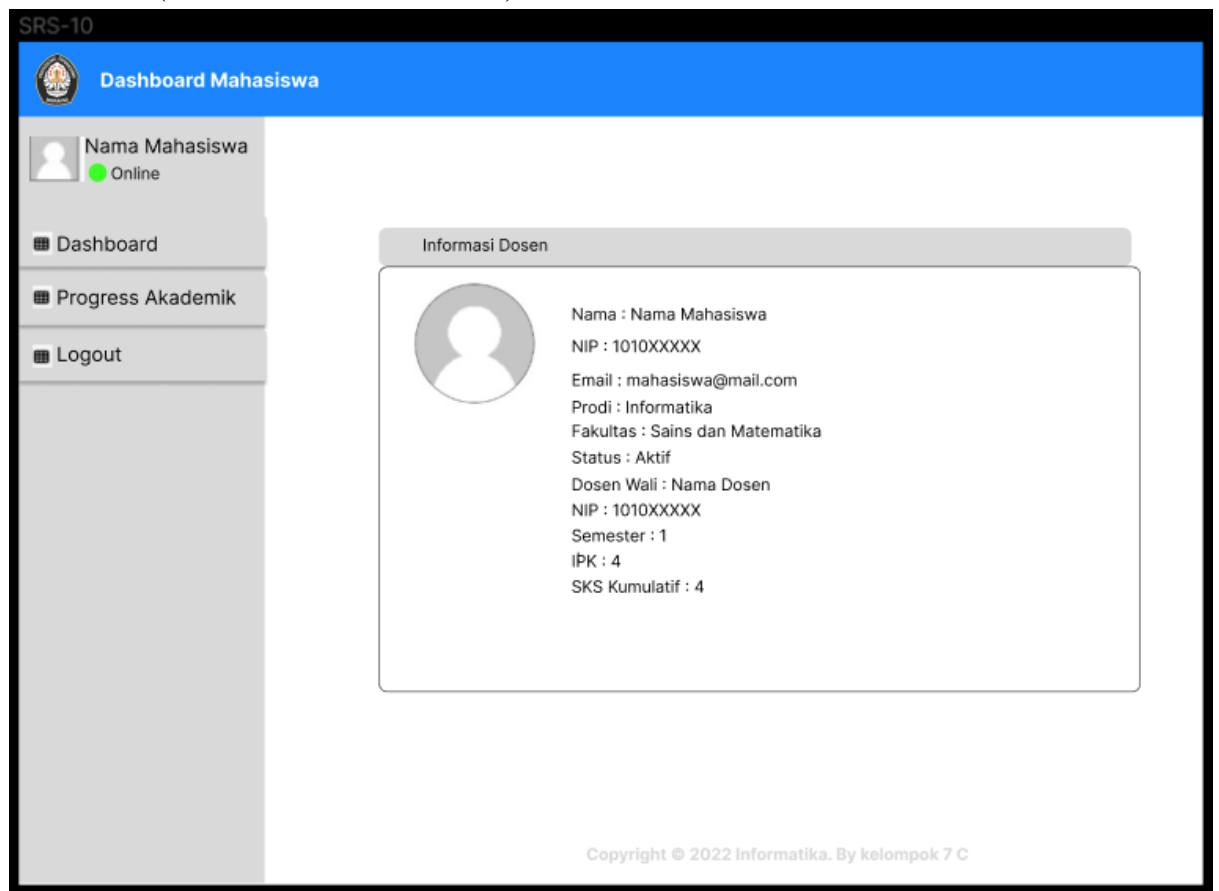 SRS-10
Dashboard Mahasiswa
Nama Mahasiswa
Online
Dashboard
Progress Akademik
Logout
Informasi Dosen
Nama : Nama Mahasiswa
NIP : 1010XXXXX
Email : mahasiswa@mail.com
Prodi : Informatika
Fakultas : Sains dan Matematika
Status : Aktif
Dosen Wali : Nama Dosen
NIP : 1010XXXXX
Semester : 1
IPK : 4
SKS Kumulatif : 4
Copyright © 2022 Informatika. By kelompok 7 C